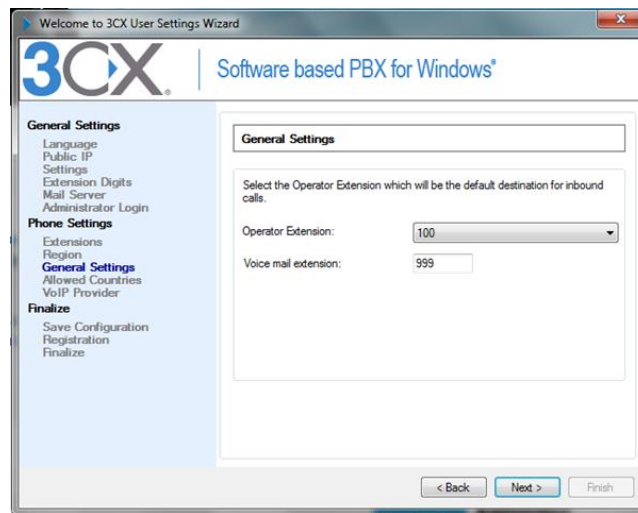 Welcome to 3CX User Settings Wizard
3CX®
Software based PBX for Windows®
General Settings
Language
Public IP
Settings
Extension Digits
Mail Server
Administrator Login
Phone Settings
Extensions
Region
General Settings
Allowed Countries
VoIP Provider
Finalize
Save Configuration
Registration
Finalize
General Settings
Select the Operator Extension which will be the default destination for inbound
calls.
Operator Extension: 100
Voice mail extension: 999
< Back Next > Finish